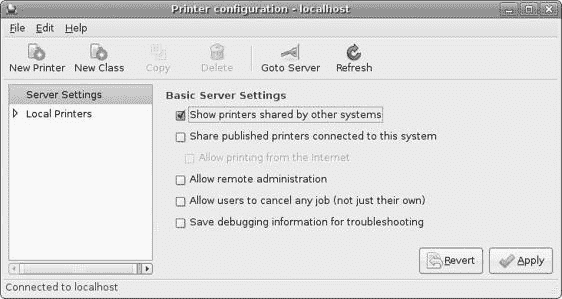 Printer configuration - localhost
File Edit Help
New Printer New Class Copy Delete Goto Server Refresh
Server Settings
Local Printers
Basic Server Settings
Show printers shared by other systems
Share published printers connected to this system
Allow printing from the Internet
Allow remote administration
Allow users to cancel any job (not just their own)
Save debugging information for troubleshooting
Revert Apply
Connected to localhost